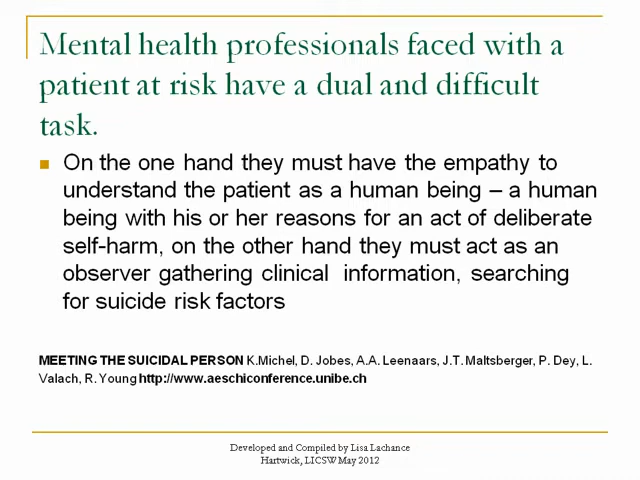 Mental health professionals faced with a
patient at risk have a dual and difficult
task.
On the one hand they must have the empathy to
understand the patient as a human being – a human
being with his or her reasons for an act of deliberate
self-harm, on the other hand they must act as an
observer gathering clinical information, searching
for suicide risk factors
MEETING THE SUICIDAL PERSON K.Michel, D. Jobes, A.A. Leenaars, J.T. Maltsberger, P. Dey, L.
Valach, R. Young http://www.aeschiconference.unibe.ch
Developed and Compiled by Lisa Lachance
Hartwick, LICSW May 2012